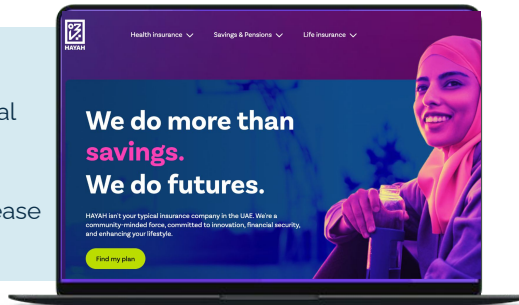 HAYAH
Health insurance
Savings & Pensions
Life insurance
We do more than
savings.
We do futures.
HAYAH isn't your typical insurance company in the UAE. We're a
community-minded force, committed to innovation, financial security,
and enhancing your lifestyle.
Find my plan